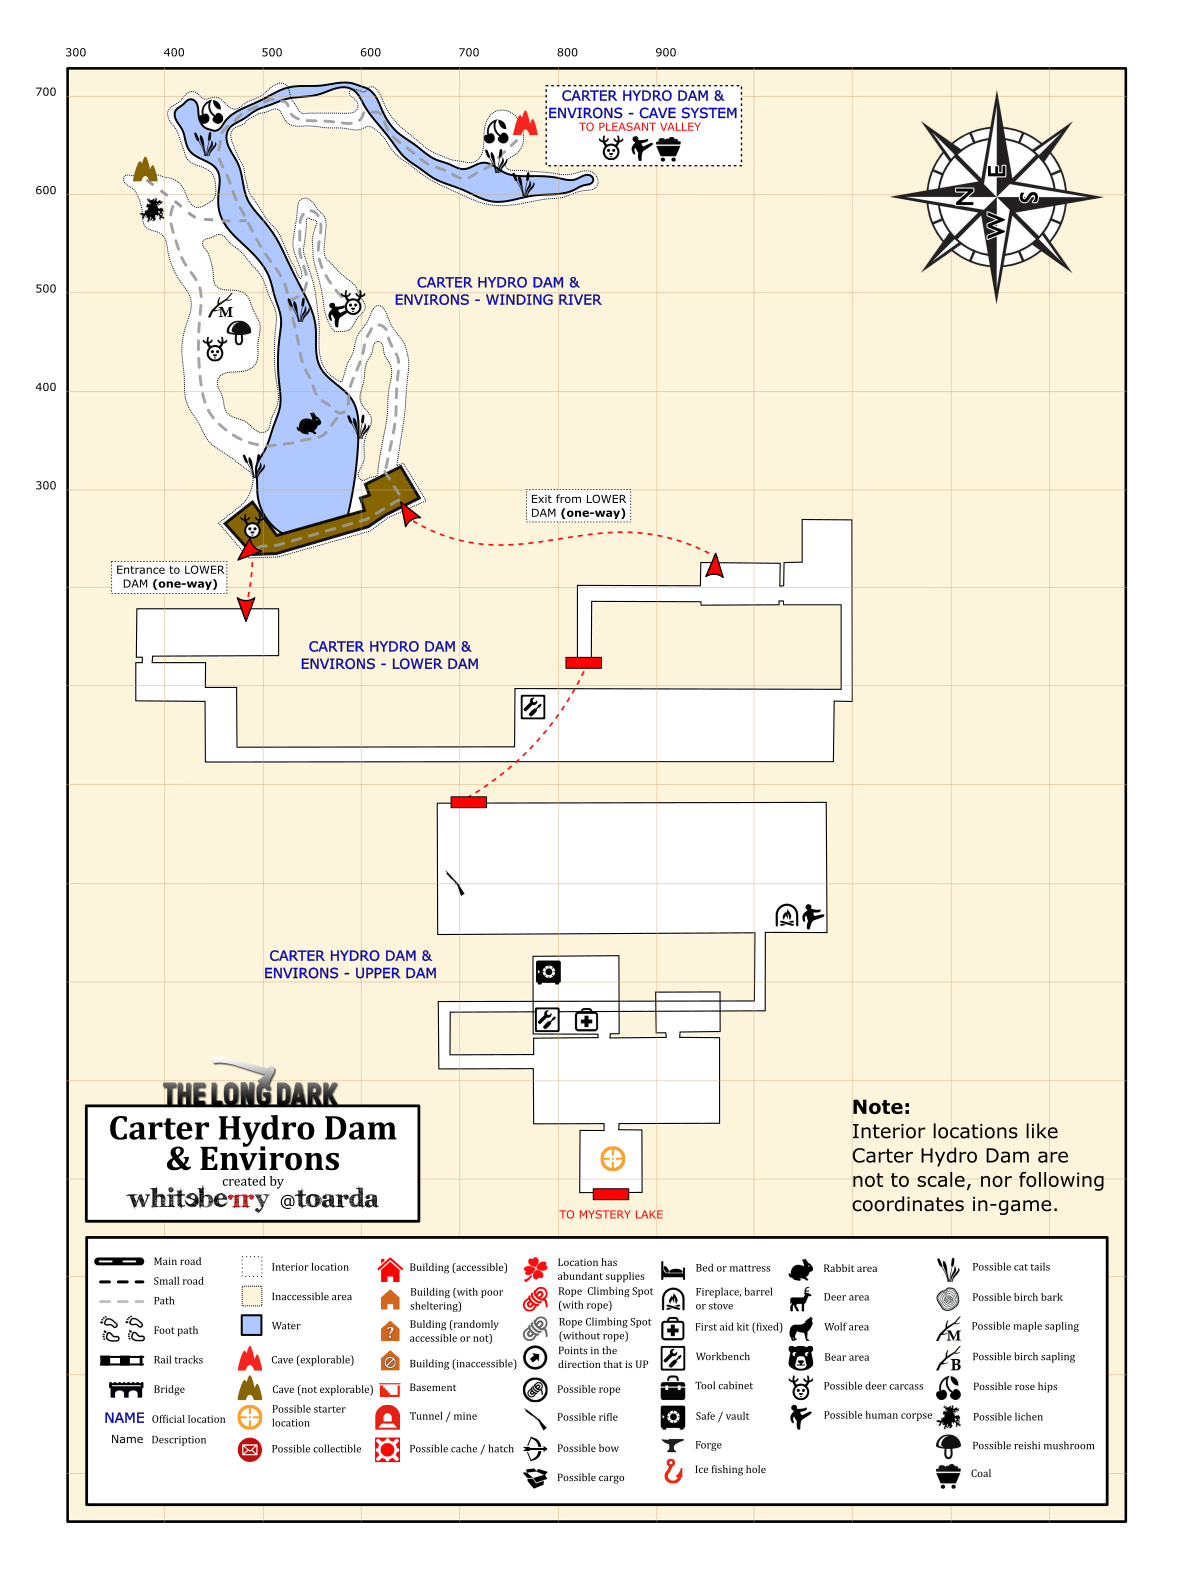 300 400 500 600 700 800 900
700
600
500
400
300
CARTER HYDRO DAM &
ENVIRONS - CAVE SYSTEM
TO PLEASANT VALLEY
E
N
S
W
CARTER HYDRO DAM &
ENVIRONS - WINDING RIVER
M
Exit from LOWER
DAM (one-way)
Entrance to LOWER
DAM (one-way)
CARTER HYDRO DAM &
ENVIRONS - LOWER DAM
CARTER HYDRO DAM &
ENVIRONS - UPPER DAM
THE LONG DARK
Carter Hydro Dam
& Environs
created by
whiteberry @toarda
Note:
Interior locations like
Carter Hydro Dam are
not to scale, nor following
coordinates in-game.
TO MYSTERY LAKE
Main road
Small road
Path
Foot path
Rail tracks
Bridge
NAME Official location
Name Description
Interior location
Inaccessible area
Water
Cave (explorable)
Cave (not explorable)
Possible starter
location
Possible collectible
Building (accessible)
Building (with poor
sheltering)
?
Bulding (randomly
accessible or not)
Building (inaccessible)
Basement
Tunnel / mine
Possible cache / hatch
Location has
abundant supplies
Rope Climbing Spot
(with rope)
Rope Climbing Spot
(without rope)
Points in the
direction that is UP
Possible rope
Possible rifle
Possible bow
Possible cargo
Bed or mattress
Fireplace, barrel
or stove
First aid kit (fixed)
Workbench
Tool cabinet
Safe / vault
Forge
Ice fishing hole
Rabbit area
Deer area
Wolf area
Bear area
Possible deer carcass
Possible human corpse
Possible cat tails
Possible birch bark
M
Possible maple sapling
B
Possible birch sapling
Possible rose hips
Possible lichen
Possible reishi mushroom
Coal